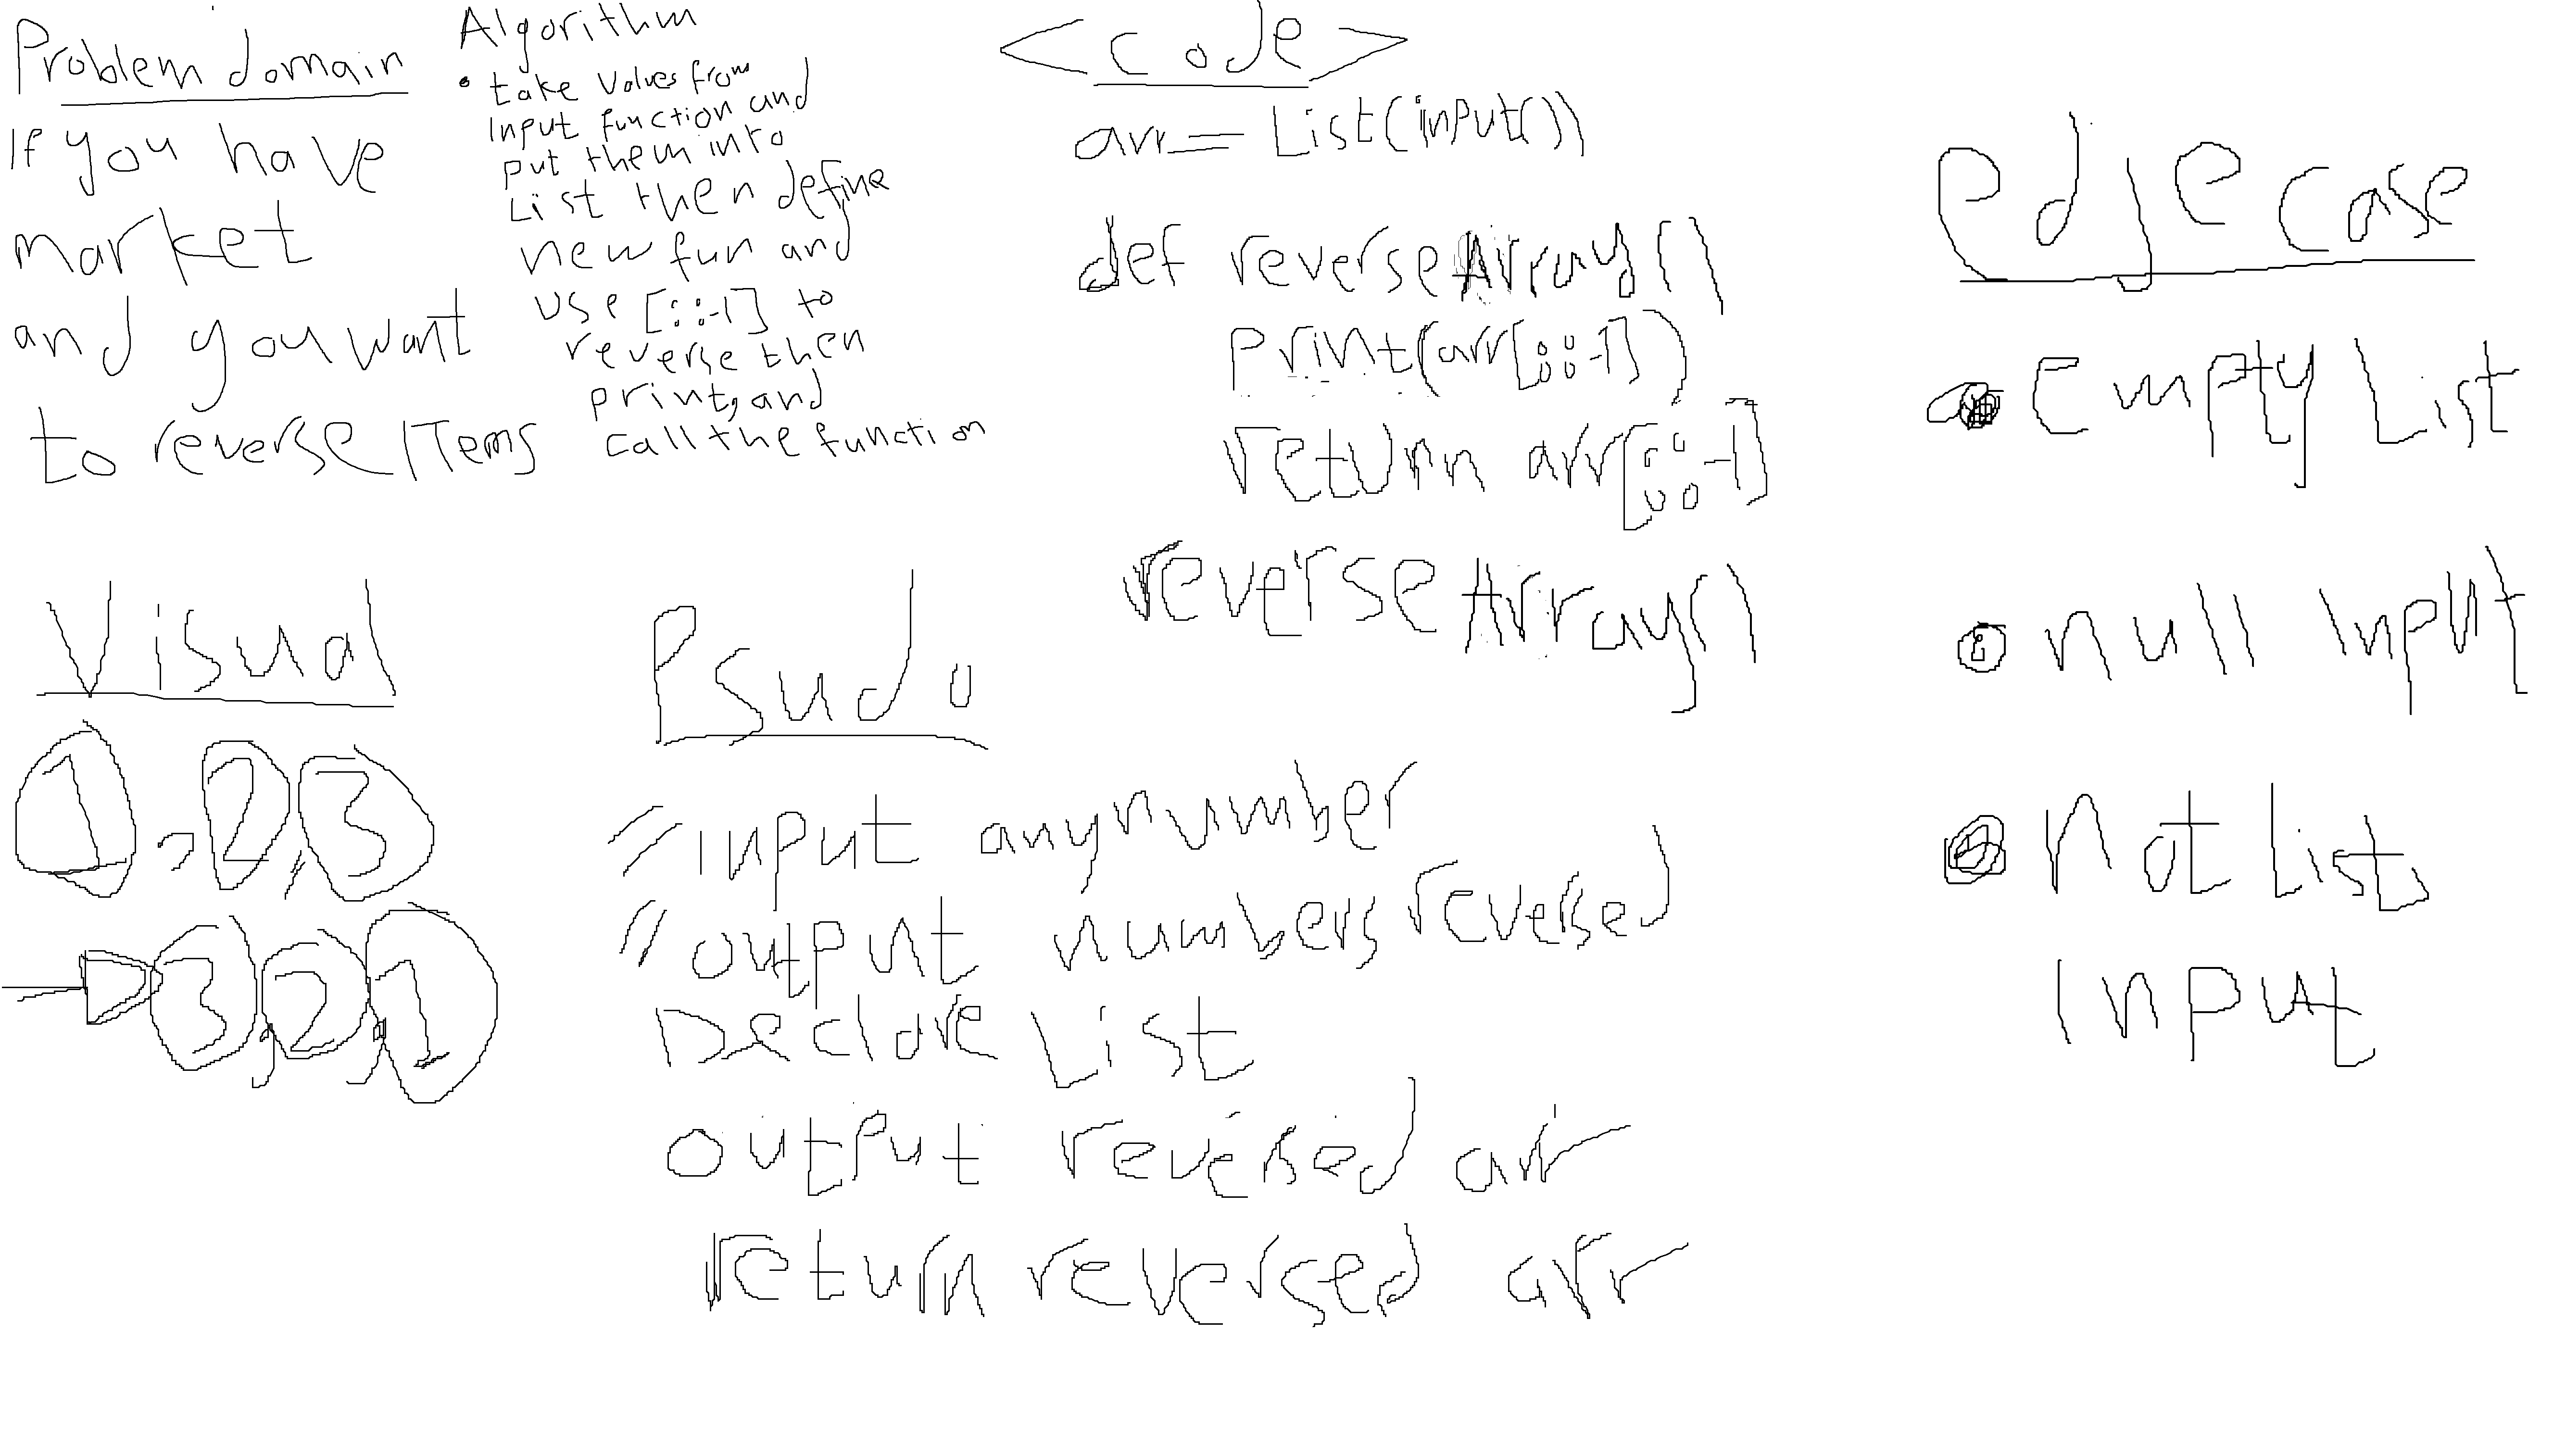 Problem domain
If you have
market
and you want
to reverse ITems
Algorithm
• take values from
Input function and
put them into
List then define
new fun and
use [::-1] to
reverse then
print, and
call the function
<code>
arr = List(input())
def reverseArray()
print(arr[::-1])
return arr[::-1]
reverseArray()
edje case
• Empty List
• null Input
• Not List
Input
Visual
1, 2, 3
→ 3, 2, 1
Psudo
// input any number
// output numbers reversed
Declare List
output reversed arr
return reversed arr